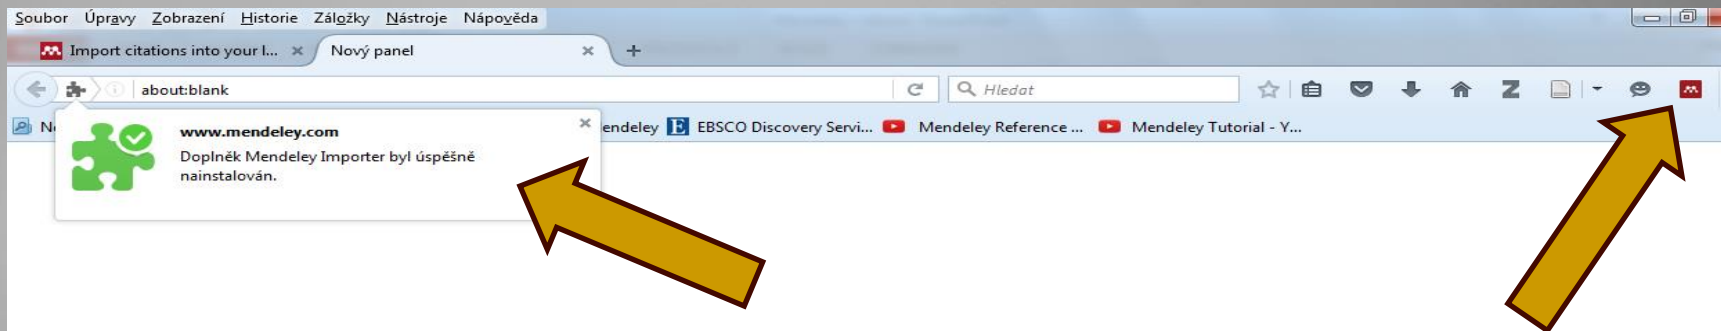 Soubor Úpravy Zobrazení Historie Záložky Nástroje Nápověda
Import citations into your l... Nový panel
about:blank Hledat
endeley EBSCO Discovery Servi... Mendeley Reference ... Mendeley Tutorial - Y...
www.mendeley.com
Doplněk Mendeley Importer byl úspěšně
nainstalován.